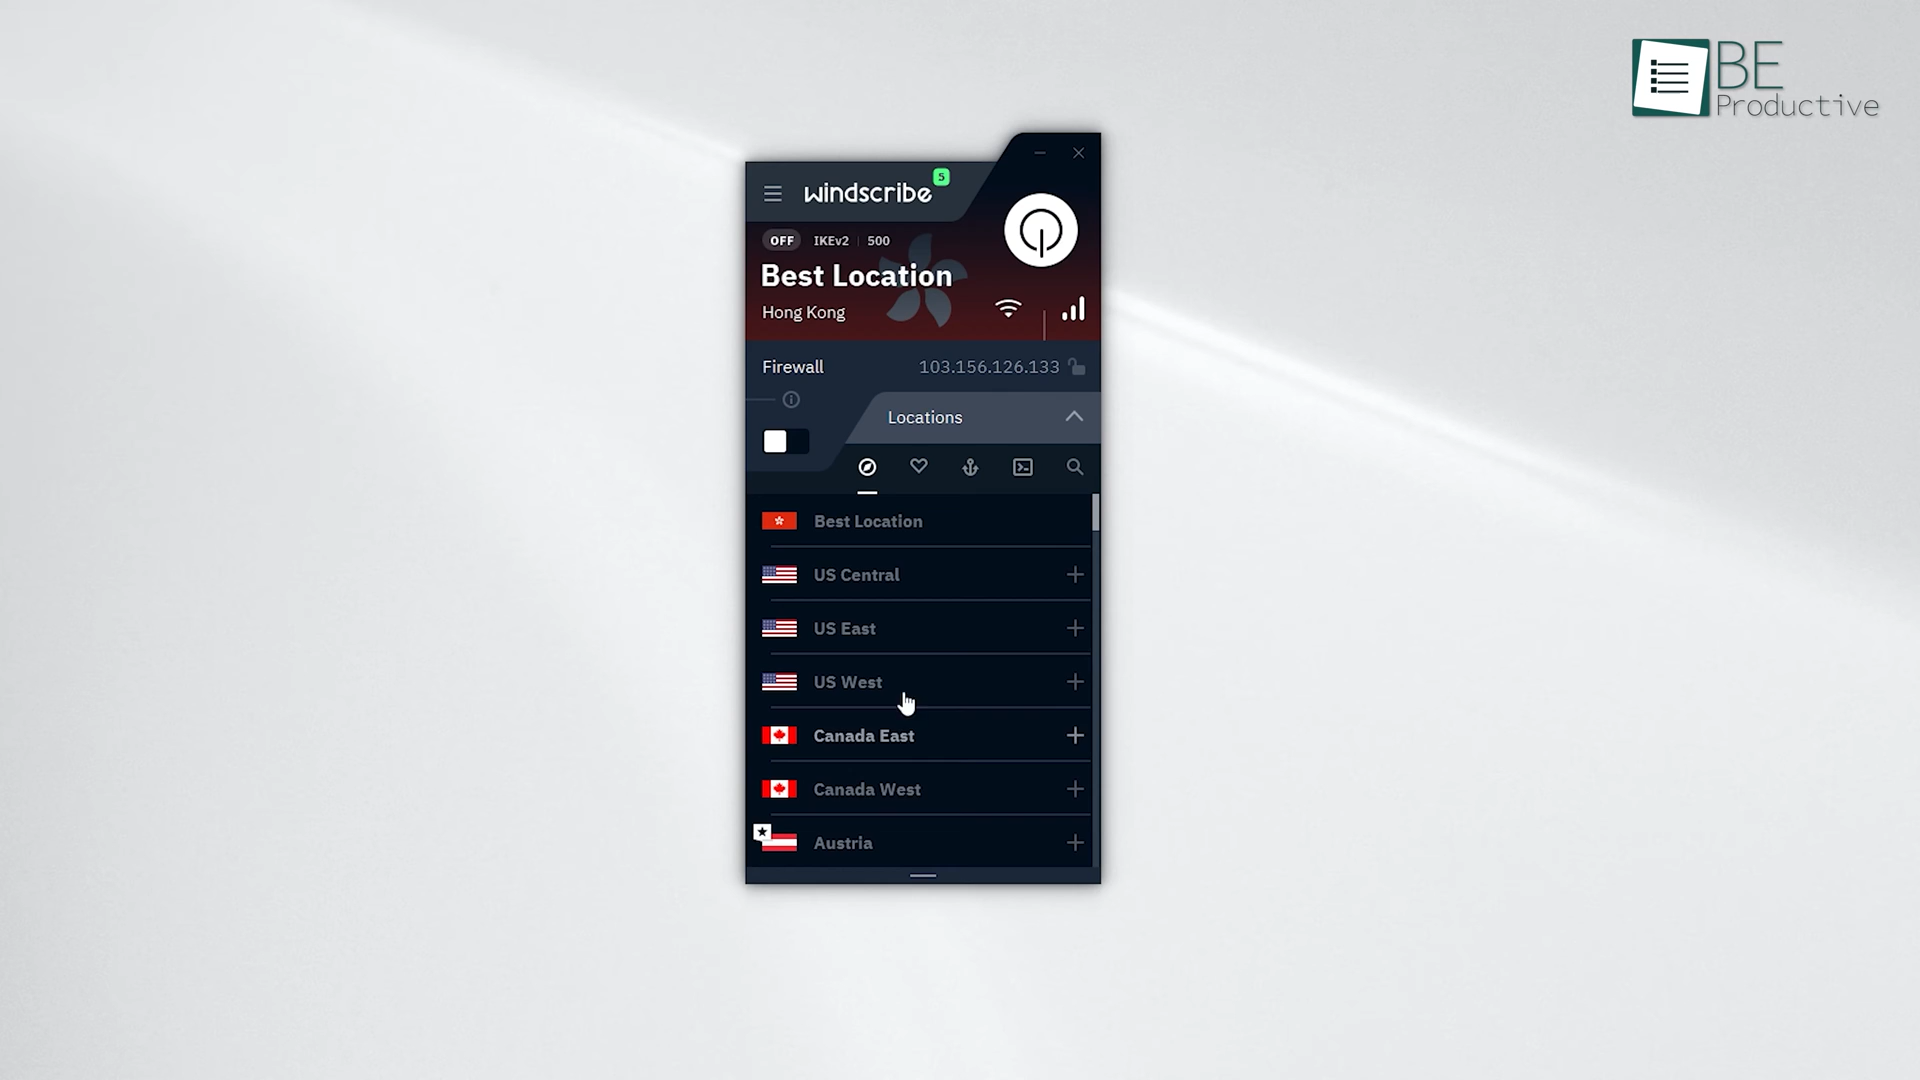 BE
Productive
windscribe
5
OFF IKEv2 500
Best Location
Hong Kong
Firewall 103.156.126.133
Locations
Best Location
US Central
US East
US West
Canada East
Canada West
Austria